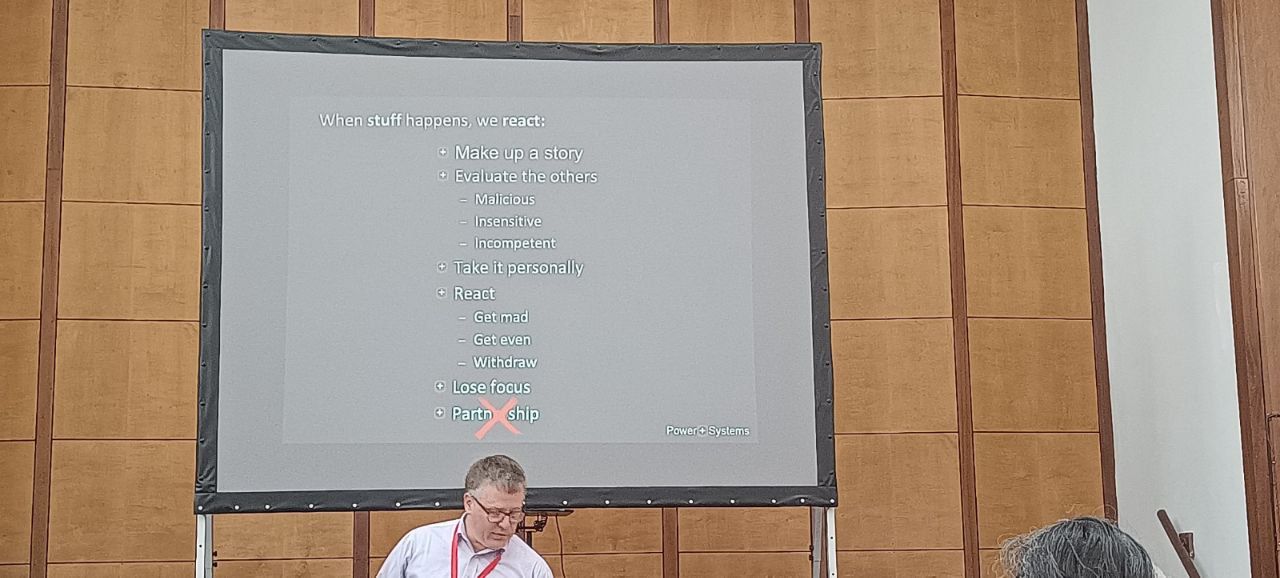 When stuff happens, we react:
Make up a story
Evaluate the others
– Malicious
– Insensitive
– Incompetent
Take it personally
React
– Get mad
– Get even
– Withdraw
Lose focus
Partnership
Power+Systems